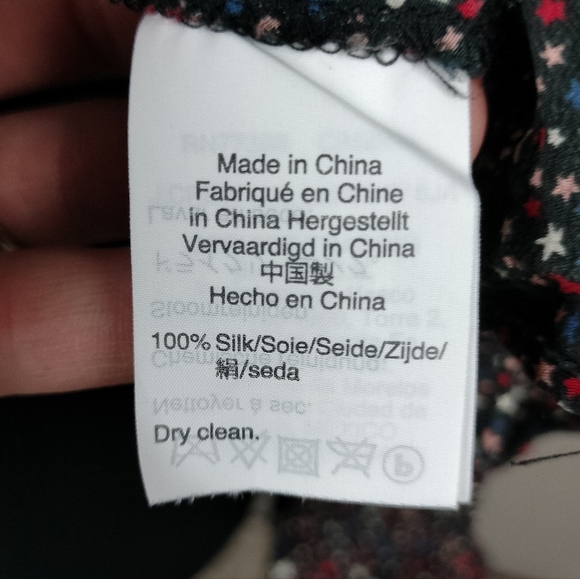 Made in China
Fabriqué en Chine
In China Hergestellt
Vervaardigd in China
中国製
Hecho en China
100% Silk/Soie/Seide/Zijde/
絹/seda
Dry clean.